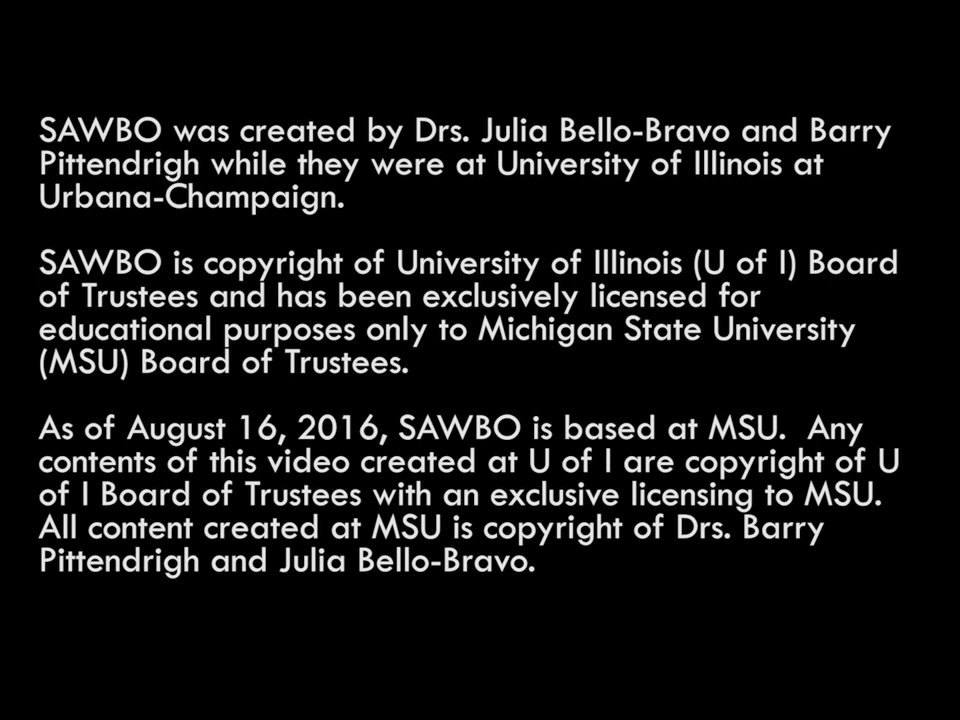 SAWBO was created by Drs. Julia Bello-Bravo and Barry
Pittendrigh while they were at University of Illinois at
Urbana-Champaign.
SAWBO is copyright of University of Illinois (U of I) Board
of Trustees and has been exclusively licensed for
educational purposes only to Michigan State University
(MSU) Board of Trustees.
As of August 16, 2016, SAWBO is based at MSU.  Any
contents of this video created at U of I are copyright of U
of I Board of Trustees with an exclusive licensing to MSU.
All content created at MSU is copyright of Drs. Barry
Pittendrigh and Julia Bello-Bravo.